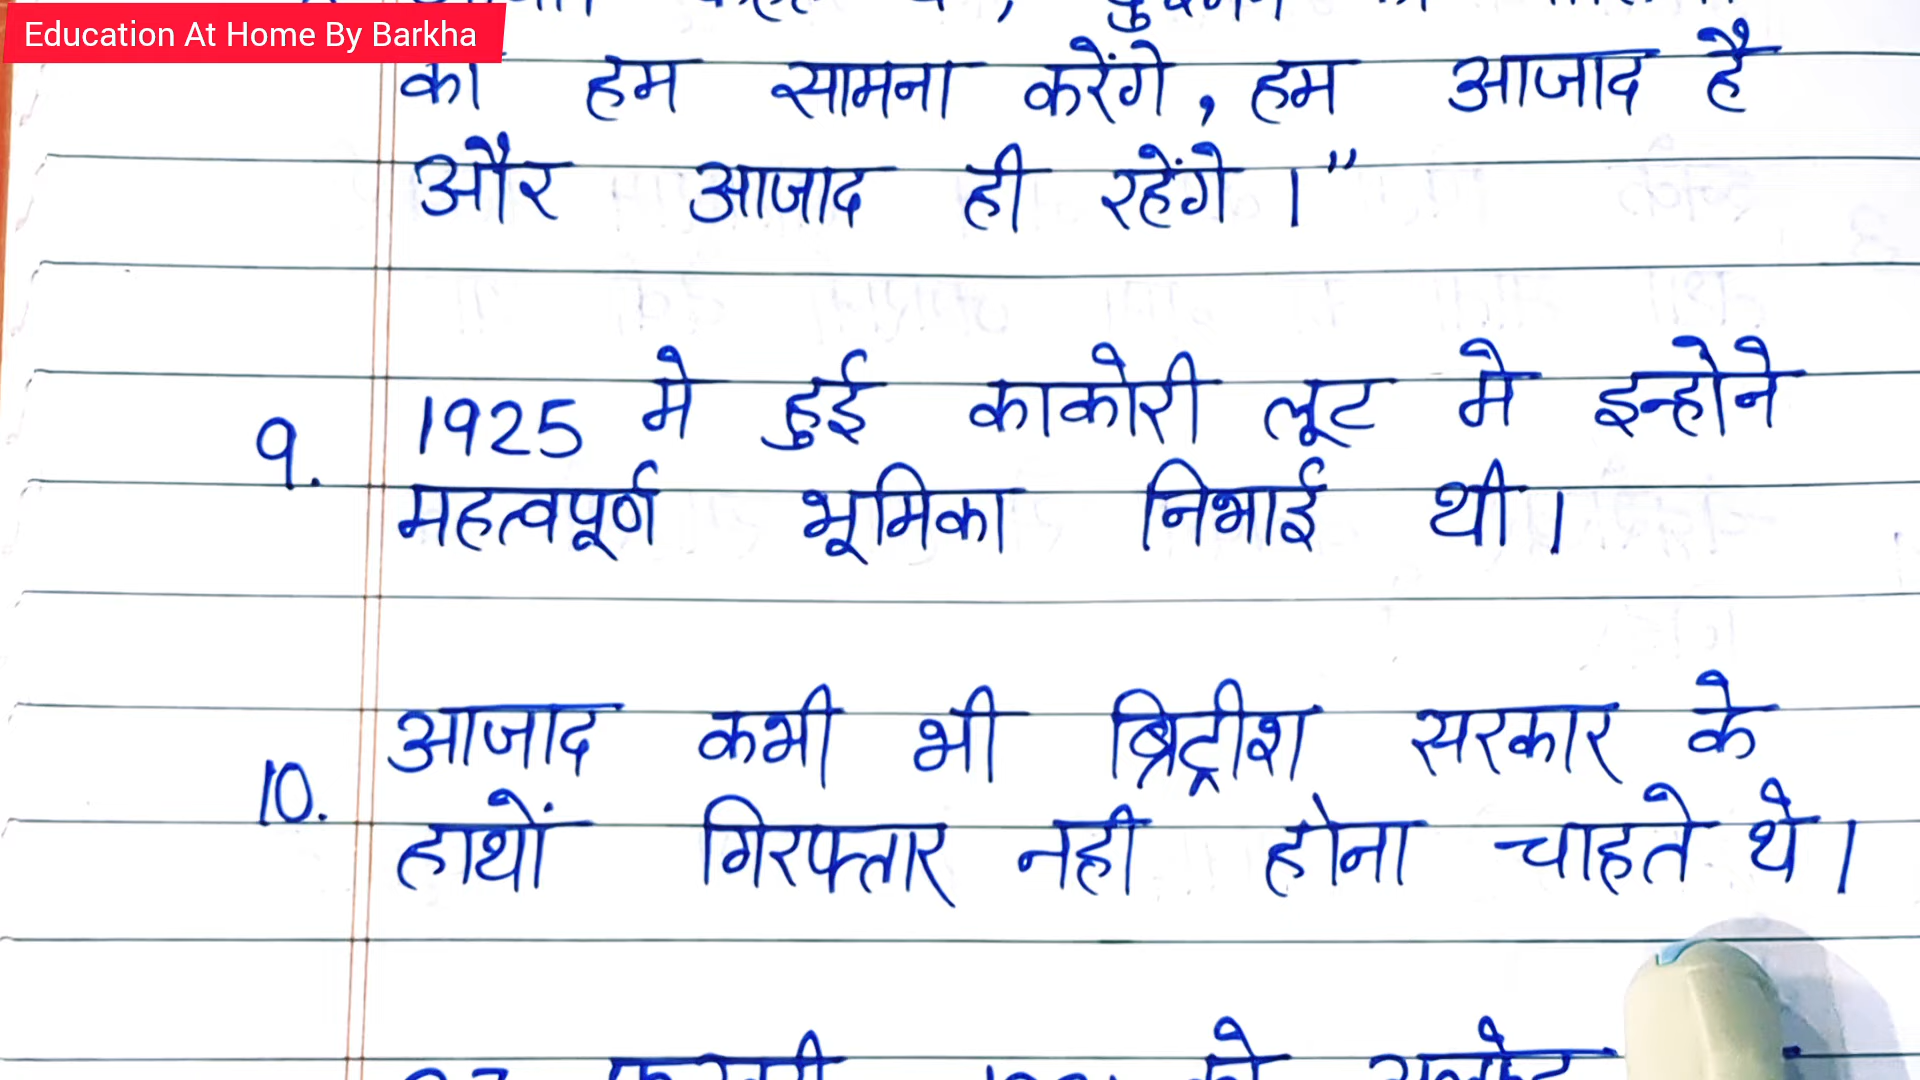 Education At Home By Barkha
का हम सामना करेंगे, हम आजाद है
और आजाद ही रहेंगे।"
9. 1925 मे हुई काकोरी लूट मे इन्होने
महत्वपूर्ण भूमिका निभाई थी।
10. आजाद कभी भी ब्रिट्रीश सरकार के
हाथों गिरफ्तार नही होना चाहते थे।